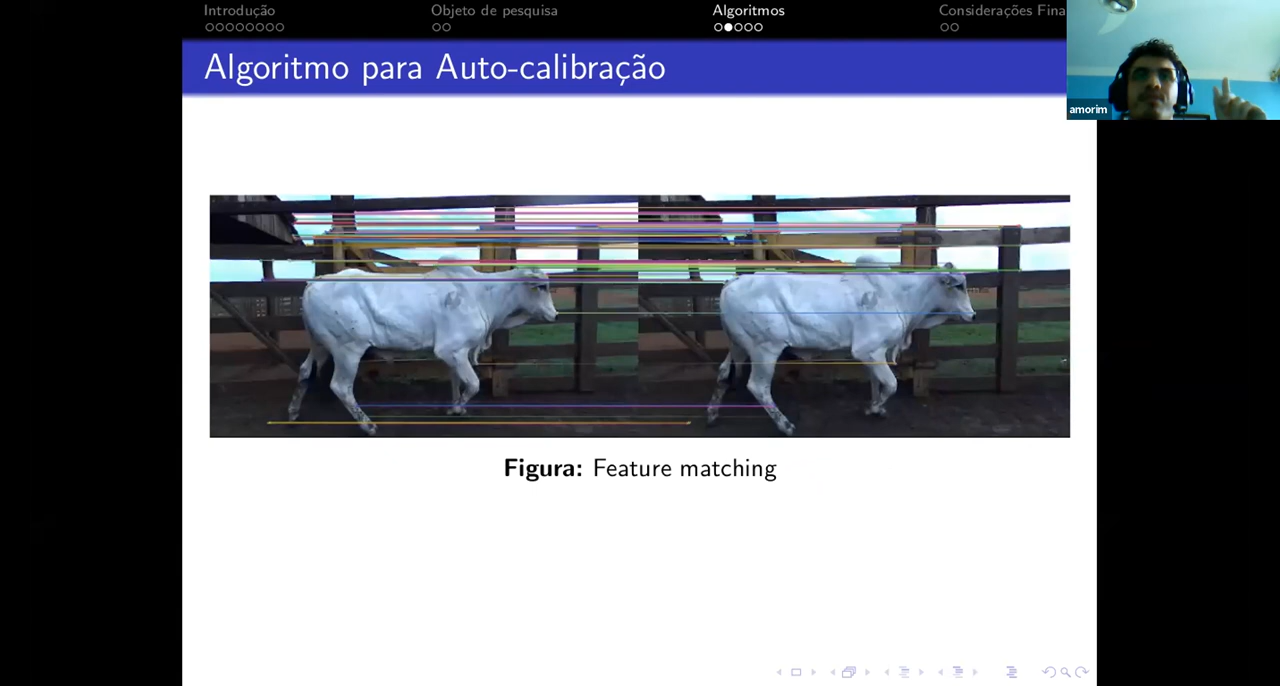 Introdução
Objeto de pesquisa
Algoritmos
Considerações Fina
Algoritmo para Auto-calibração
amorim
Figura: Feature matching